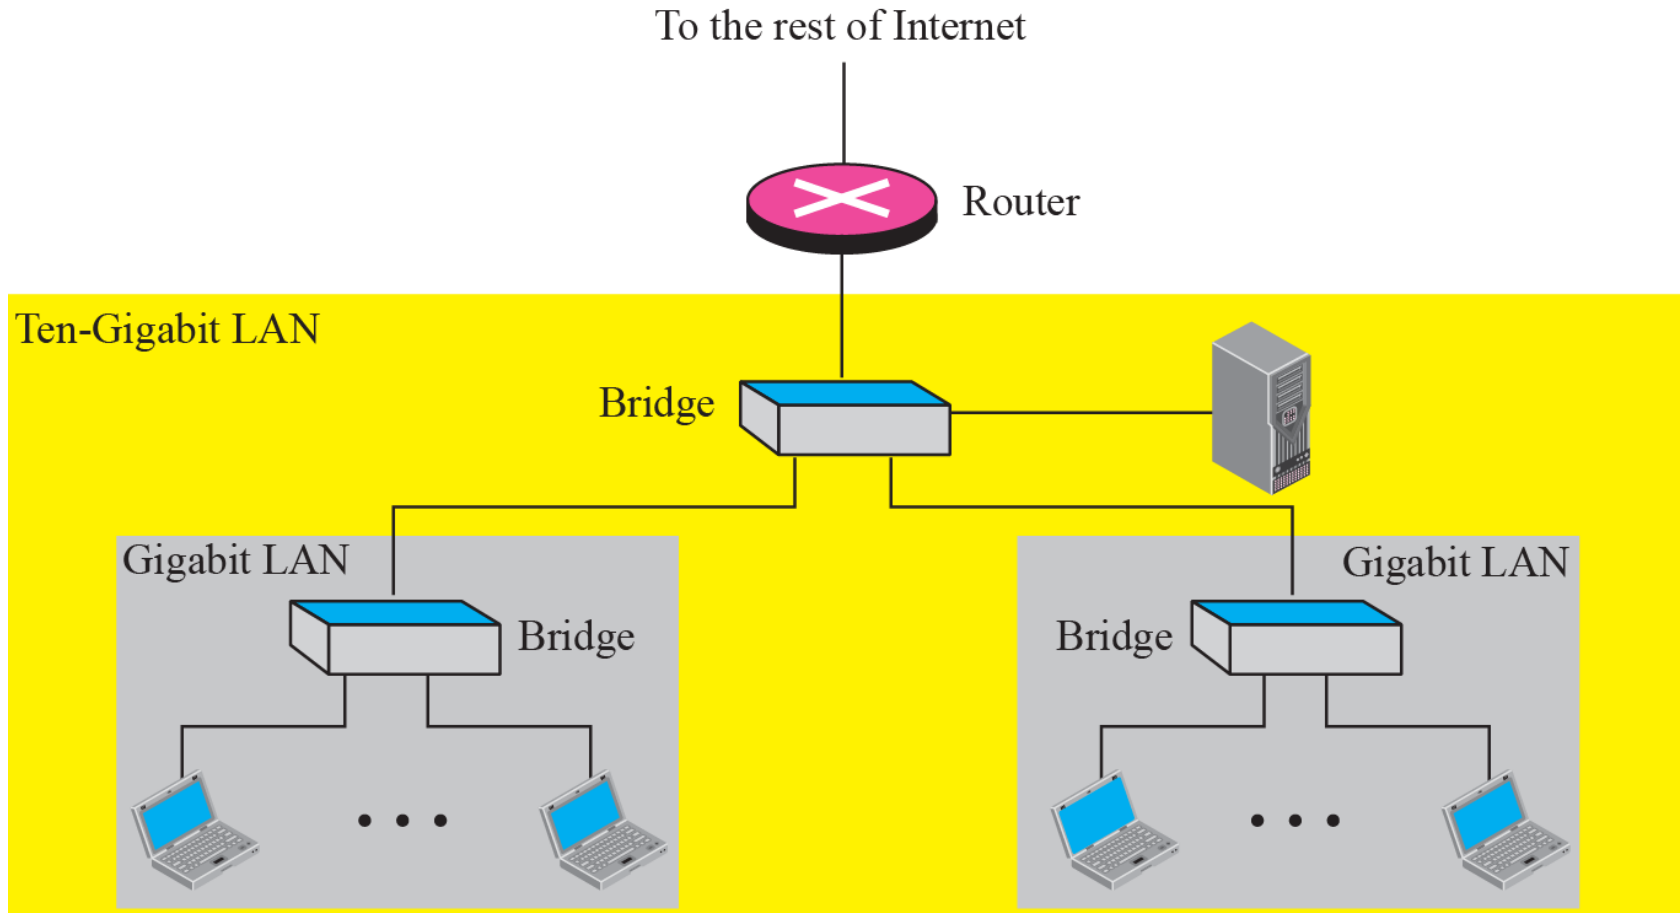 To the rest of Internet
Router
Ten-Gigabit LAN
Bridge
Gigabit LAN
Bridge
Gigabit LAN
Bridge